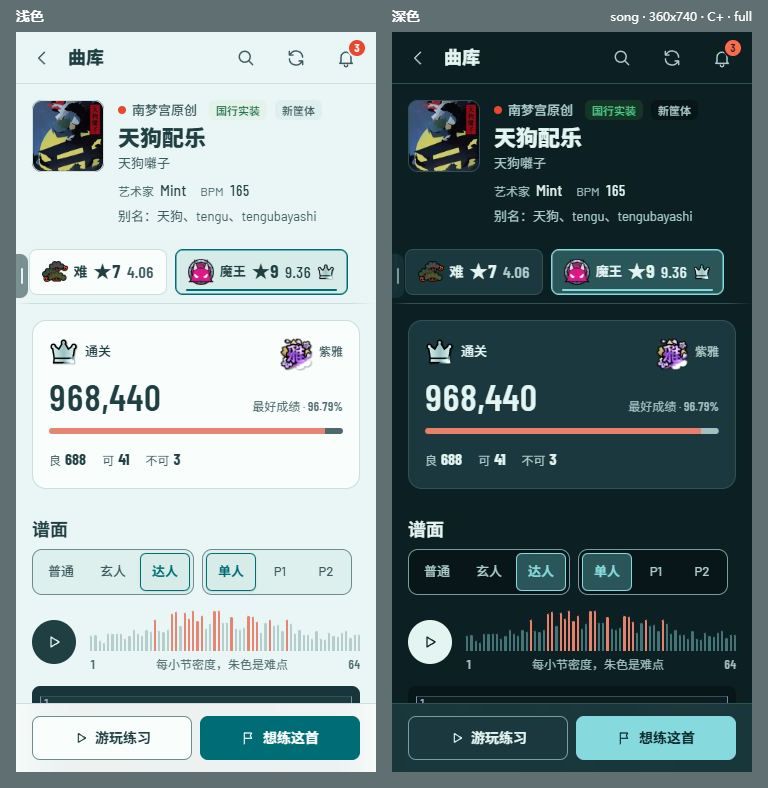 浅色
曲库
3
南梦宫原创 国行实装 新筐体
天狗配乐
天狗囃子
艺术家 Mint BPM 165
别名：天狗、tengu、tengubayashi
难 ★7 4.06
魔王 ★9 9.36
通关
雅 紫雅
968,440
最好成绩 · 96.79%
良 688 可 41 不可 3
谱面
普通 玄人 达人 单人 P1 P2
1 每小节密度，朱色是难点 64
1
游玩练习 想练这首
深色 song · 360x740 · C+ · full
曲库
3
南梦宫原创 国行实装 新筐体
天狗配乐
天狗囃子
艺术家 Mint BPM 165
别名：天狗、tengu、tengubayashi
难 ★7 4.06
魔王 ★9 9.36
通关
雅 紫雅
968,440
最好成绩 · 96.79%
良 688 可 41 不可 3
谱面
普通 玄人 达人 单人 P1 P2
1 每小节密度，朱色是难点 64
1
游玩练习 想练这首